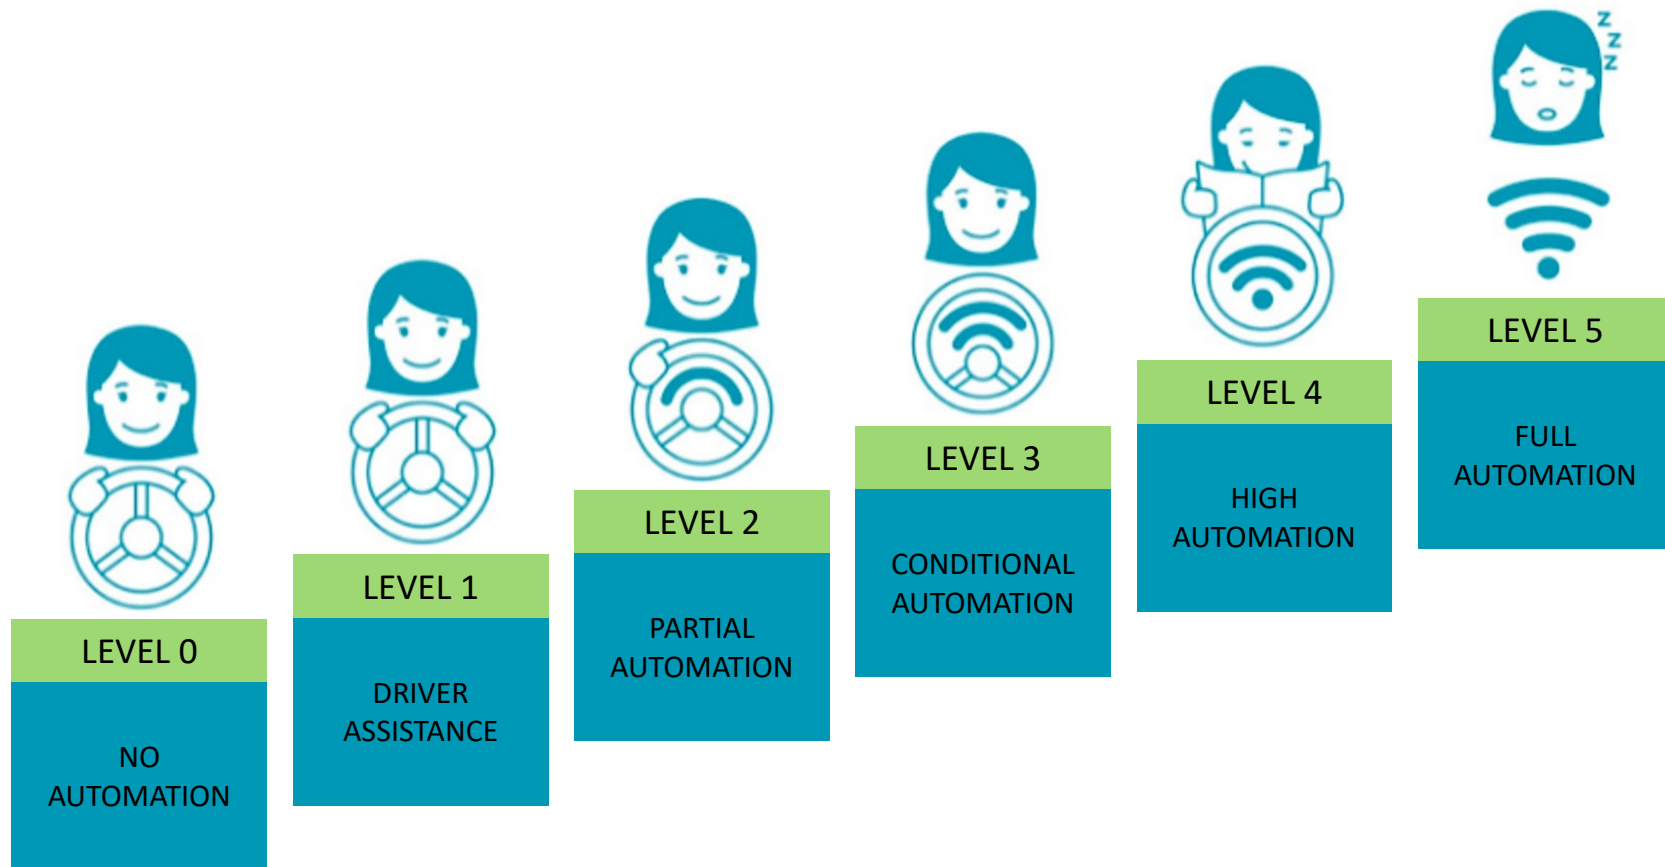 LEVEL 0
NO
AUTOMATION
LEVEL 1
DRIVER
ASSISTANCE
LEVEL 2
PARTIAL
AUTOMATION
LEVEL 3
CONDITIONAL
AUTOMATION
LEVEL 4
HIGH
AUTOMATION
z
z
z
LEVEL 5
FULL
AUTOMATION